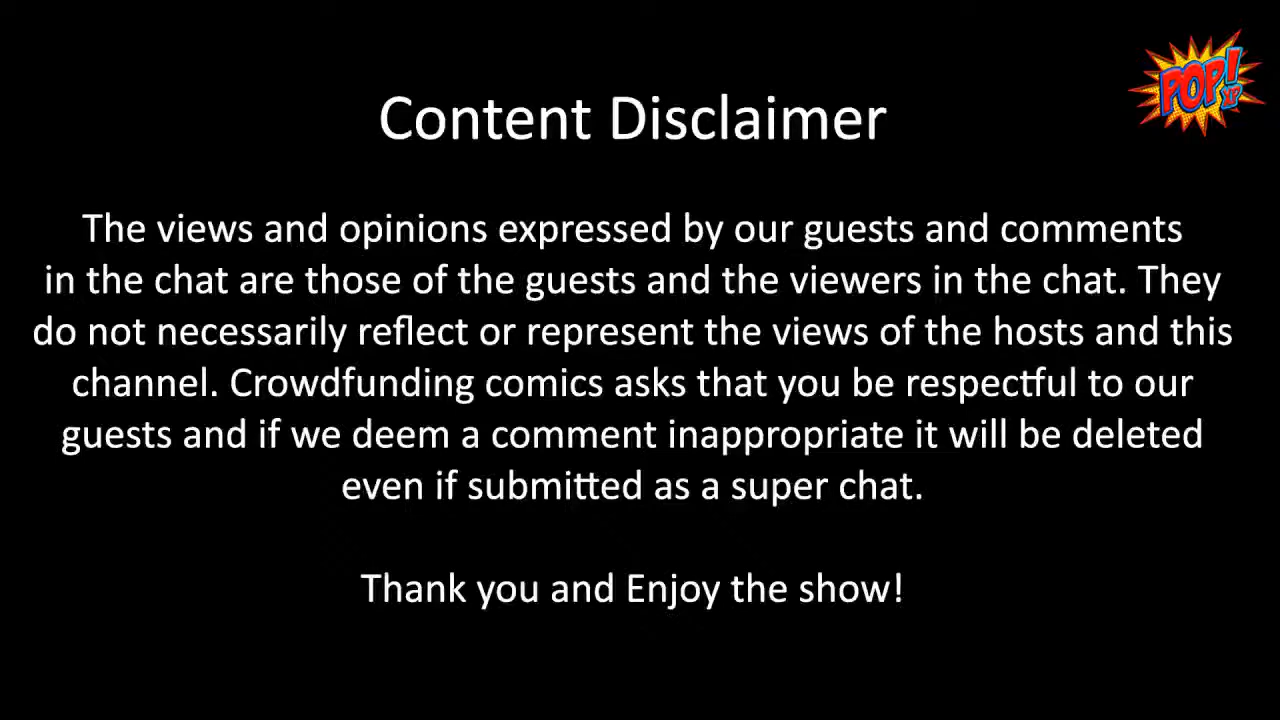 POP!
XP
Content Disclaimer
The views and opinions expressed by our guests and comments
in the chat are those of the guests and the viewers in the chat. They
do not necessarily reflect or represent the views of the hosts and this
channel. Crowdfunding comics asks that you be respectful to our
guests and if we deem a comment inappropriate it will be deleted
even if submitted as a super chat.
Thank you and Enjoy the show!